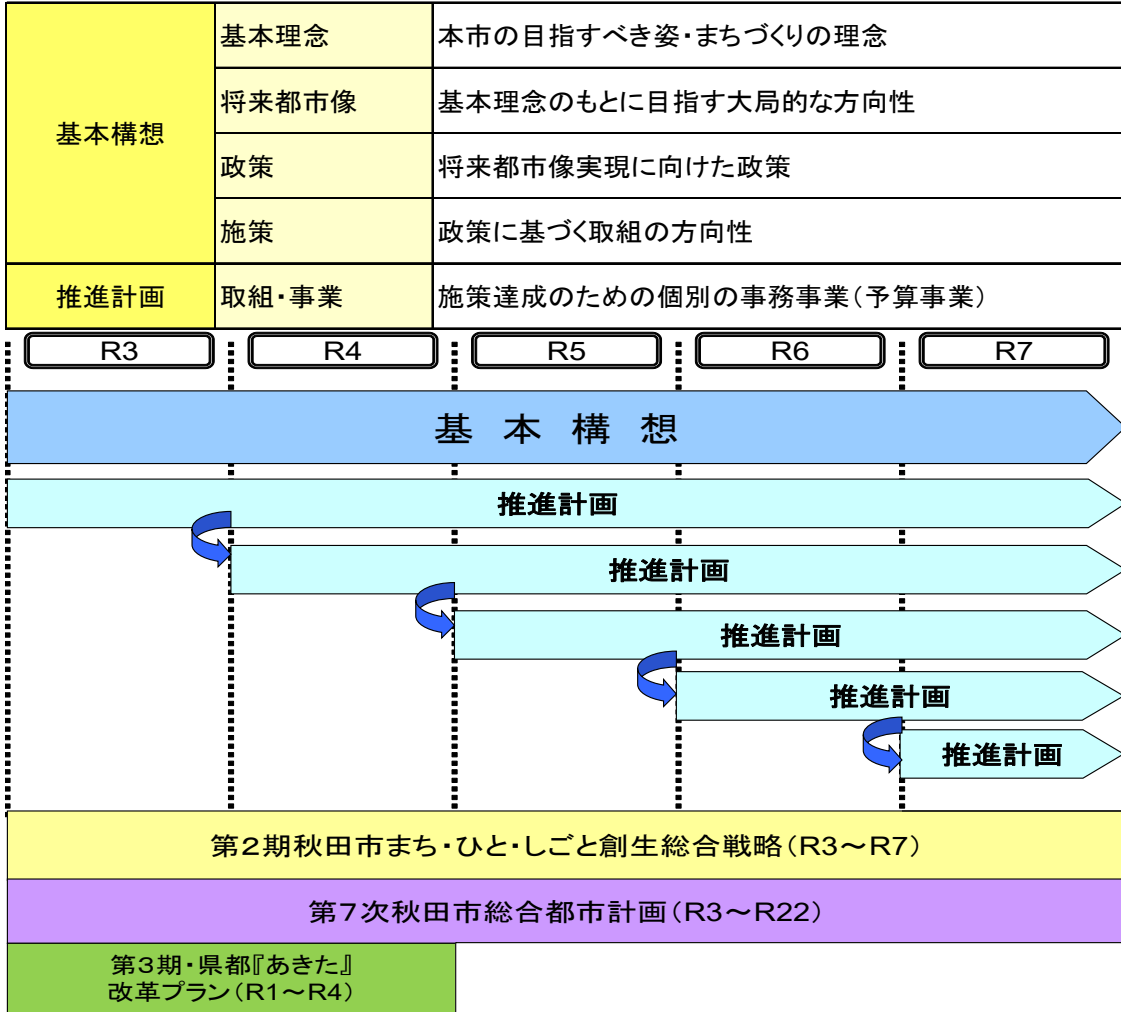 基本構想
基本理念
本市の目指すべき姿・まちづくりの理念
将来都市像
基本理念のもとに目指す大局的な方向性
政策
将来都市像実現に向けた政策
施策
政策に基づく取組の方向性
推進計画
取組・事業
施策達成のための個別の事務事業(予算事業)
R3
R4
R5
R6
R7
基本構想
推進計画
推進計画
推進計画
推進計画
推進計画
第2期秋田市まち・ひと・しごと創生総合戦略(R3~R7)
第7次秋田市総合都市計画(R3~R22)
第3期・県都『あきた』
改革プラン(R1~R4)